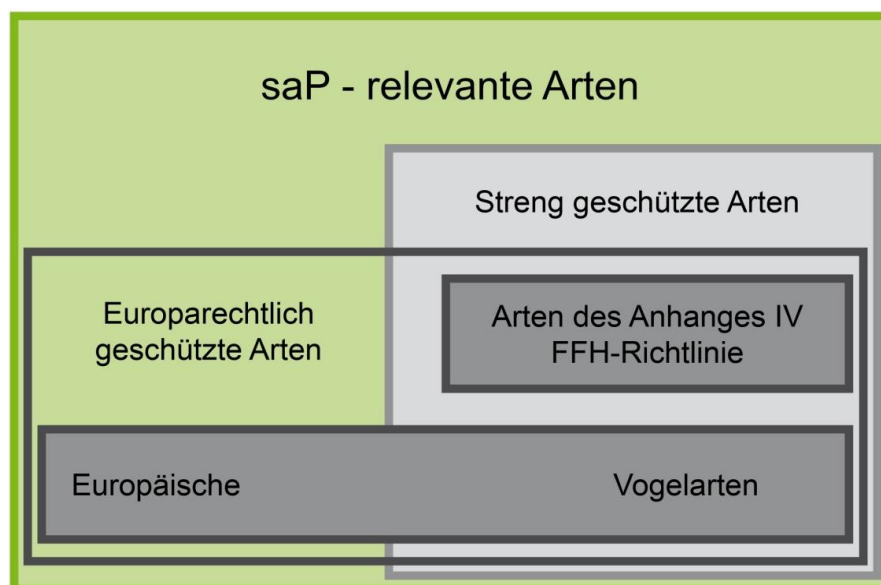 saP - relevante Arten
Streng geschützte Arten
Europarechtlich
geschützte Arten
Arten des Anhanges IV
FFH-Richtlinie
Europäische Vogelarten